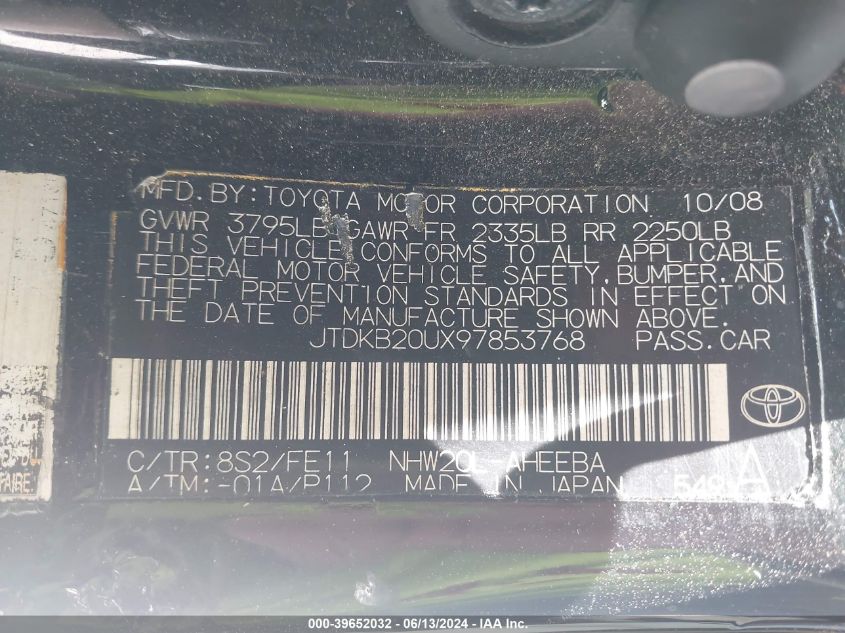 MFD. BY: TOYOTA MOTOR CORPORATION 10/08
GVWR 3795LB GAWR FR 2335LB RR 2250LB
THIS VEHICLE CONFORMS TO ALL APPLICABLE
FEDERAL MOTOR VEHICLE SAFETY, BUMPER, AND
THEFT PREVENTION STANDARDS IN EFFECT ON
THE DATE OF MANUFACTURE SHOWN ABOVE.
JTDKB20UX97853768 PASS. CAR
C/TR: 8S2/FE11 NHW20L-AHEEBA
A/TM: -01A/P112 MADE IN JAPAN A
000-39652032 - 06/13/2024 - IAA Inc.